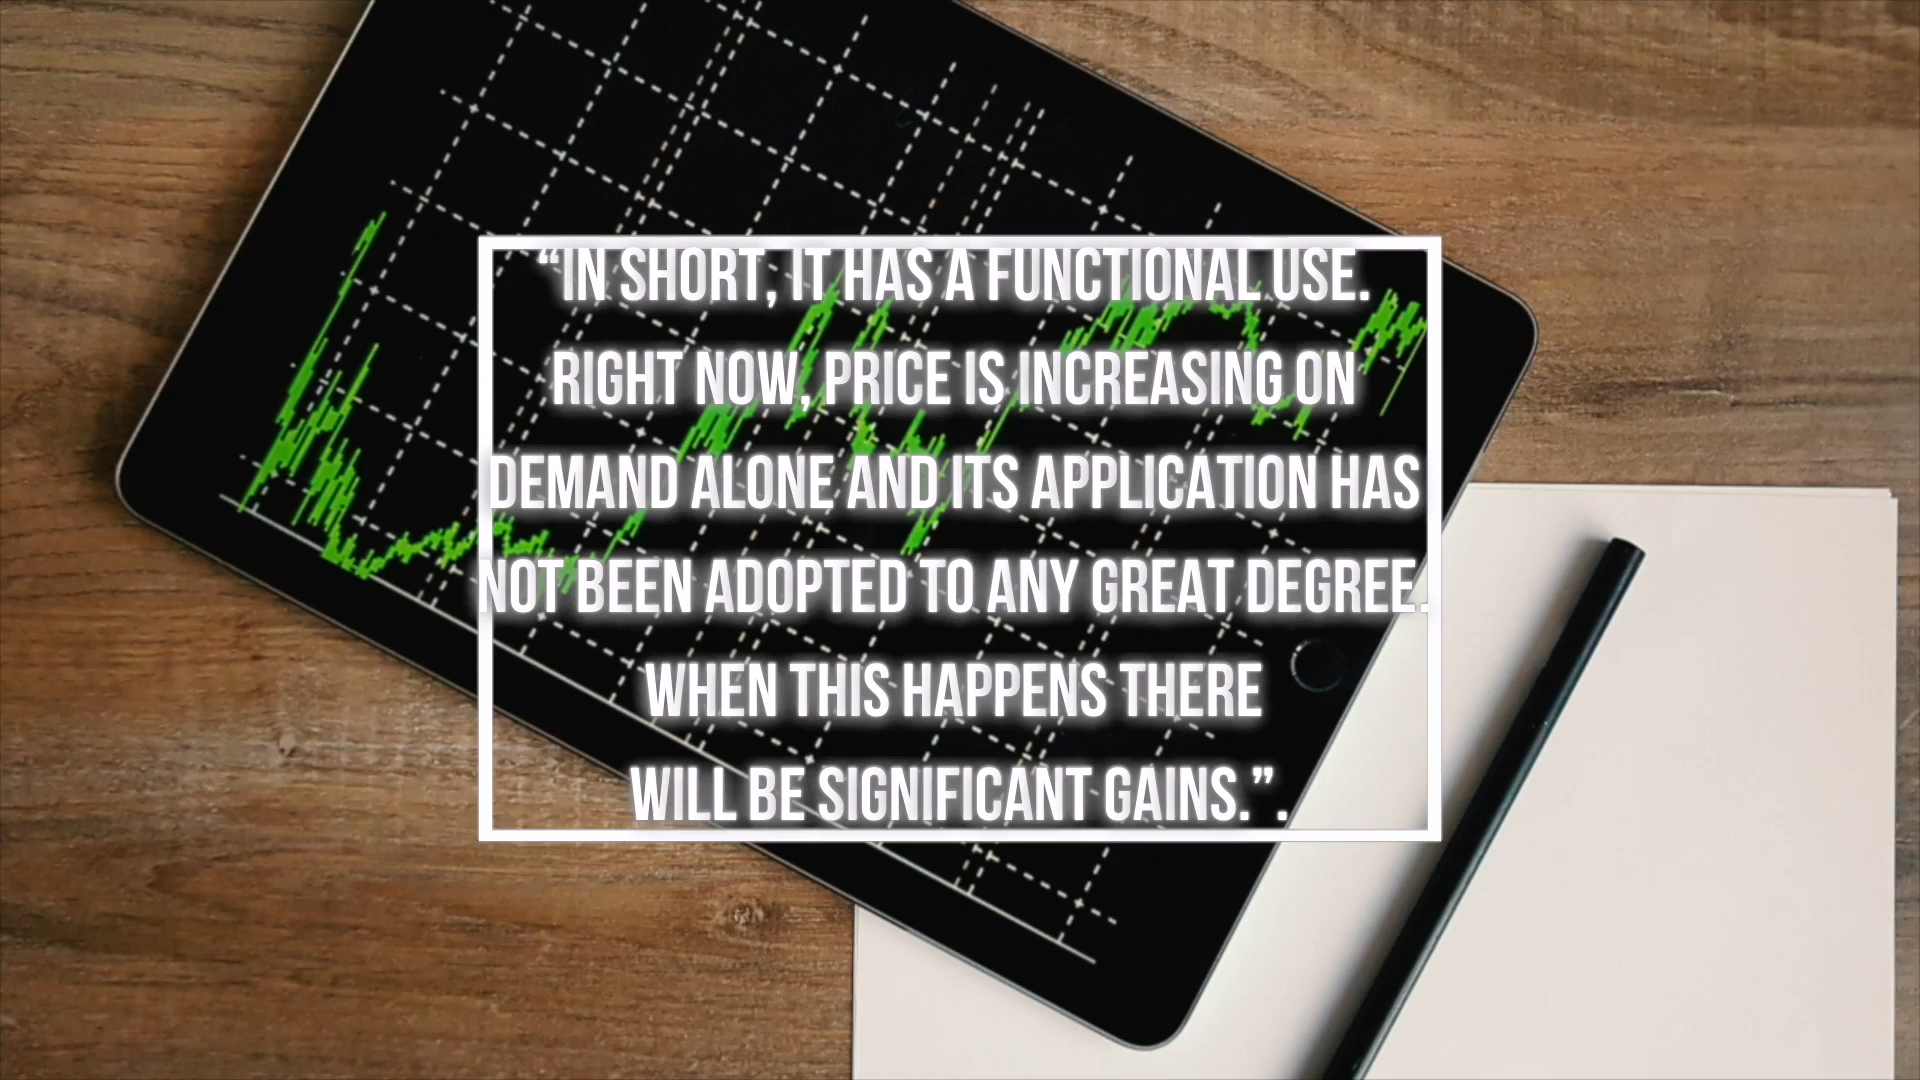 “IN SHORT, IT HAS A FUNCTIONAL USE.
RIGHT NOW, PRICE IS INCREASING ON
DEMAND ALONE AND ITS APPLICATION HAS
NOT BEEN ADOPTED TO ANY GREAT DEGREE.
WHEN THIS HAPPENS THERE
WILL BE SIGNIFICANT GAINS.”.